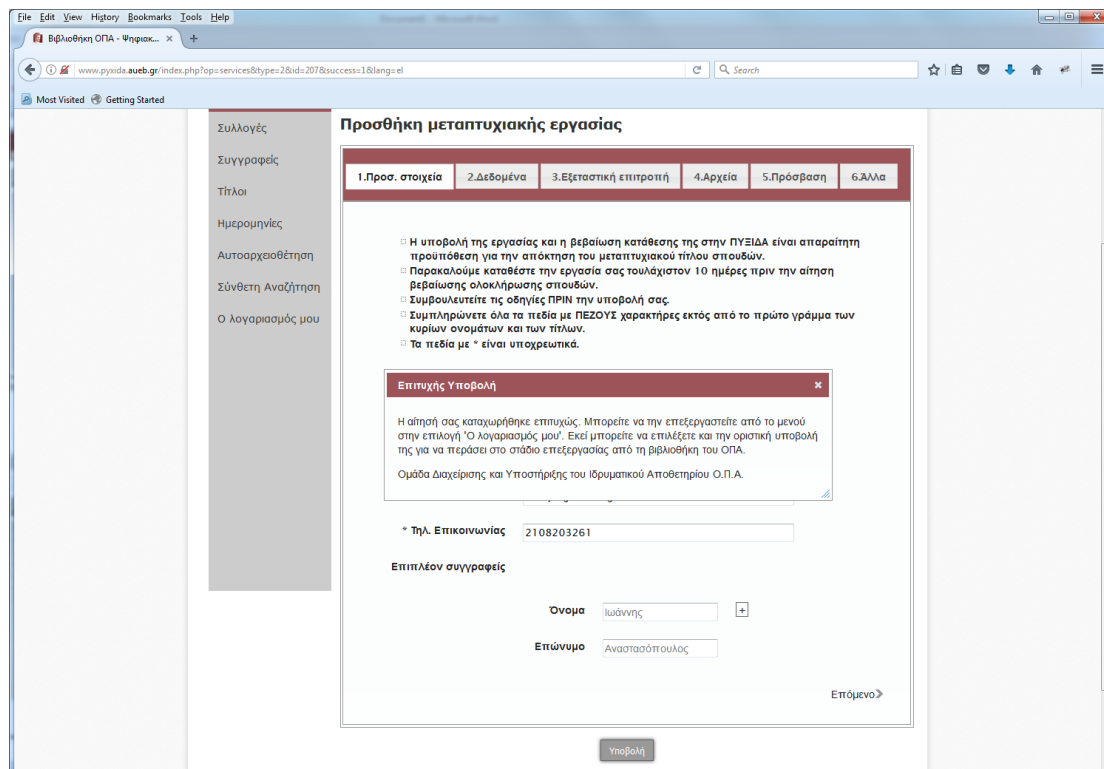 Document1 - Microsoft Word
File Edit View History Bookmarks Tools Help
Βιβλιοθήκη ΟΠΑ - Ψηφιακ... × +
www.pyxida.aueb.gr/index.php?op=services&type=2&id=207&success=1&lang=el
Search
Most Visited Getting Started
Συλλογές
Συγγραφείς
Τίτλοι
Ημερομηνίες
Αυτοαρχειοθέτηση
Σύνθετη Αναζήτηση
Ο λογαριασμός μου
Προσθήκη μεταπτυχιακής εργασίας
1.Προσ. στοιχεία 2.Δεδομένα 3.Εξεταστική επιτροπή 4.Αρχεία 5.Πρόσβαση 6.Άλλα
Η υποβολή της εργασίας και η βεβαίωση κατάθεσης της στην ΠΥΞΙΔΑ είναι απαραίτητη
προϋπόθεση για την απόκτηση του μεταπτυχιακού τίτλου σπουδών.
Παρακαλούμε καταθέστε την εργασία σας τουλάχιστον 10 ημέρες πριν την αίτηση
βεβαίωσης ολοκλήρωσης σπουδών.
Συμβουλευτείτε τις οδηγίες ΠΡΙΝ την υποβολή σας.
Συμπληρώνετε όλα τα πεδία με ΠΕΖΟΥΣ χαρακτήρες εκτός από το πρώτο γράμμα των
κυρίων ονομάτων και των τίτλων.
Τα πεδία με * είναι υποχρεωτικά.
Επιτυχής Υποβολή ×
Η αίτησή σας καταχωρήθηκε επιτυχώς. Μπορείτε να την επεξεργαστείτε από το μενού
στην επιλογή 'Ο λογαριασμός μου'. Εκεί μπορείτε να επιλέξετε και την οριστική υποβολή
της για να περάσει στο στάδιο επεξεργασίας από τη βιβλιοθήκη του ΟΠΑ.
Ομάδα Διαχείρισης και Υποστήριξης του Ιδρυματικού Αποθετηρίου Ο.Π.Α.
* Τηλ. Επικοινωνίας 2108203261
Επιπλέον συγγραφείς
Όνομα Ιωάννης +
Επώνυμο Αναστασόπουλος
Επόμενο
Υποβολή